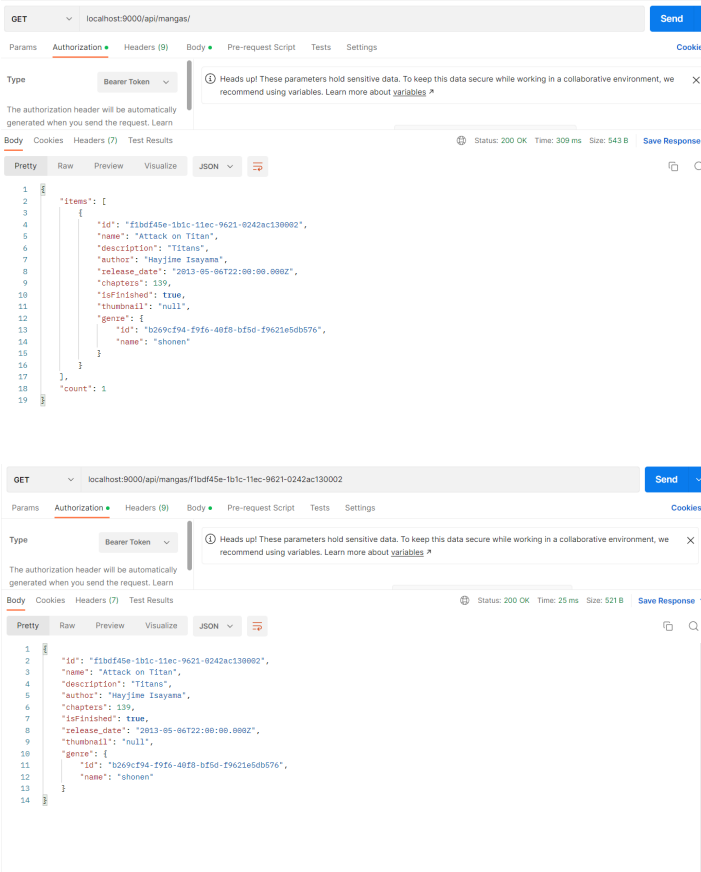 GET localhost:9000/api/mangas/ Send
Params Authorization Headers (9) Body Pre-request Script Tests Settings Cookie
Type Bearer Token
Heads up! These parameters hold sensitive data. To keep this data secure while working in a collaborative environment, we
recommend using variables. Learn more about variables ↗
The authorization header will be automatically
generated when you send the request. Learn
Body Cookies Headers (7) Test Results Status: 200 OK Time: 309 ms Size: 543 B Save Response
Pretty Raw Preview Visualize JSON
1 {
2 "items": [
3 {
4 "id": "f1bdf45e-1b1c-11ec-9621-0242ac130002",
5 "name": "Attack on Titan",
6 "description": "Titans",
7 "author": "Hayjime Isayama",
8 "release_date": "2013-05-06T22:00:00.000Z",
9 "chapters": 139,
10 "isFinished": true,
11 "thumbnail": "null",
12 "genre": {
13 "id": "b269cf94-f9f6-40f8-bf5d-f9621e5db576",
14 "name": "shonen"
15 }
16 }
17 ],
18 "count": 1
19 }
GET localhost:9000/api/mangas/f1bdf45e-1b1c-11ec-9621-0242ac130002 Send
Params Authorization Headers (9) Body Pre-request Script Tests Settings Cookies
Type Bearer Token
Heads up! These parameters hold sensitive data. To keep this data secure while working in a collaborative environment, we
recommend using variables. Learn more about variables ↗
The authorization header will be automatically
generated when you send the request. Learn
Body Cookies Headers (7) Test Results Status: 200 OK Time: 25 ms Size: 521 B Save Response
Pretty Raw Preview Visualize JSON
1 {
2 "id": "f1bdf45e-1b1c-11ec-9621-0242ac130002",
3 "name": "Attack on Titan",
4 "description": "Titans",
5 "author": "Hayjime Isayama",
6 "chapters": 139,
7 "isFinished": true,
8 "release_date": "2013-05-06T22:00:00.000Z",
9 "thumbnail": "null",
10 "genre": {
11 "id": "b269cf94-f9f6-40f8-bf5d-f9621e5db576",
12 "name": "shonen"
13 }
14 }